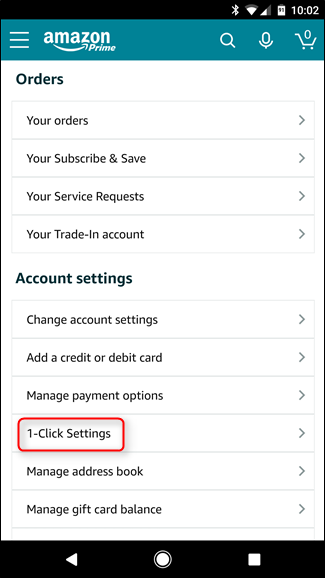 10:02
amazon
Prime
0
Orders
Your orders
Your Subscribe & Save
Your Service Requests
Your Trade-In account
Account settings
Change account settings
Add a credit or debit card
Manage payment options
1-Click Settings
Manage address book
Manage gift card balance